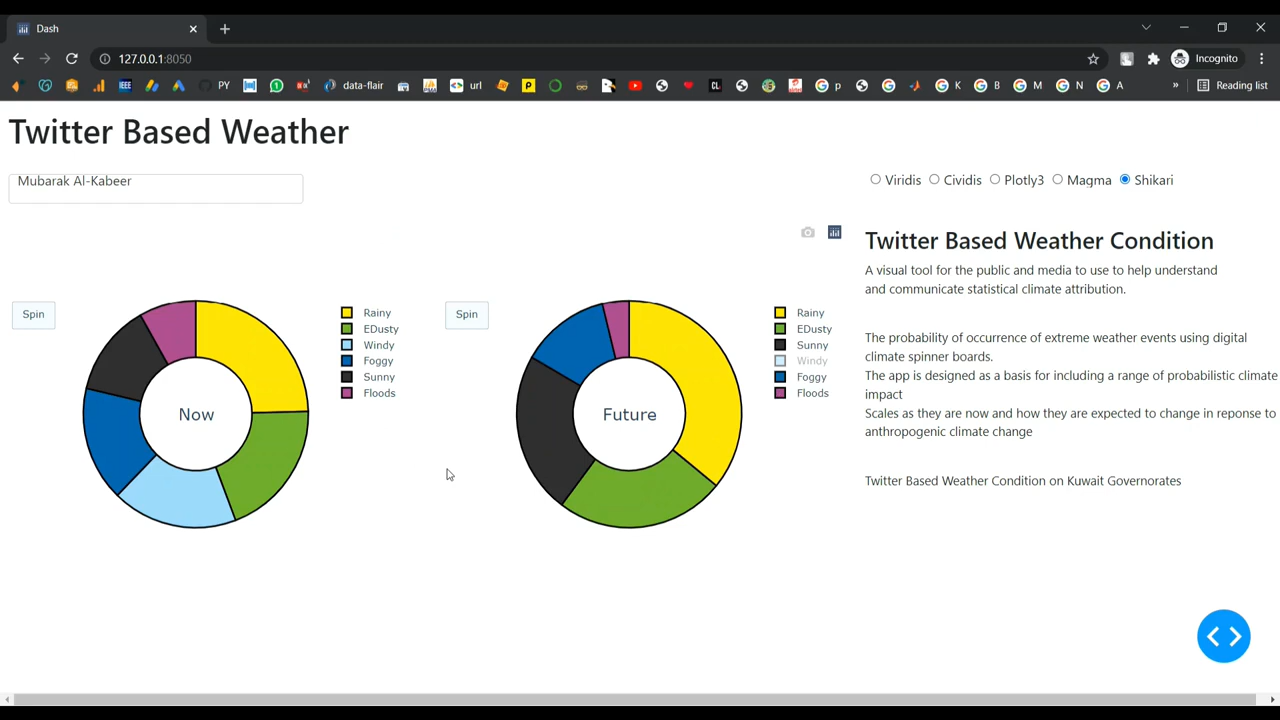 Dash
127.0.0.1:8050
Incognito
PY
data-flair
url
p
K
B
M
N
A
»
Reading list
Twitter Based Weather
Mubarak Al-Kabeer
Viridis Cividis Plotly3 Magma Shikari
Twitter Based Weather Condition
A visual tool for the public and media to use to help understand
and communicate statistical climate attribution.
The probability of occurrence of extreme weather events using digital
climate spinner boards.
The app is designed as a basis for including a range of probabilistic climate
impact
Scales as they are now and how they are expected to change in reponse to
anthropogenic climate change
Twitter Based Weather Condition on Kuwait Governorates
Spin
Now
Rainy
EDusty
Windy
Foggy
Sunny
Floods
Spin
Future
Rainy
EDusty
Sunny
Windy
Foggy
Floods